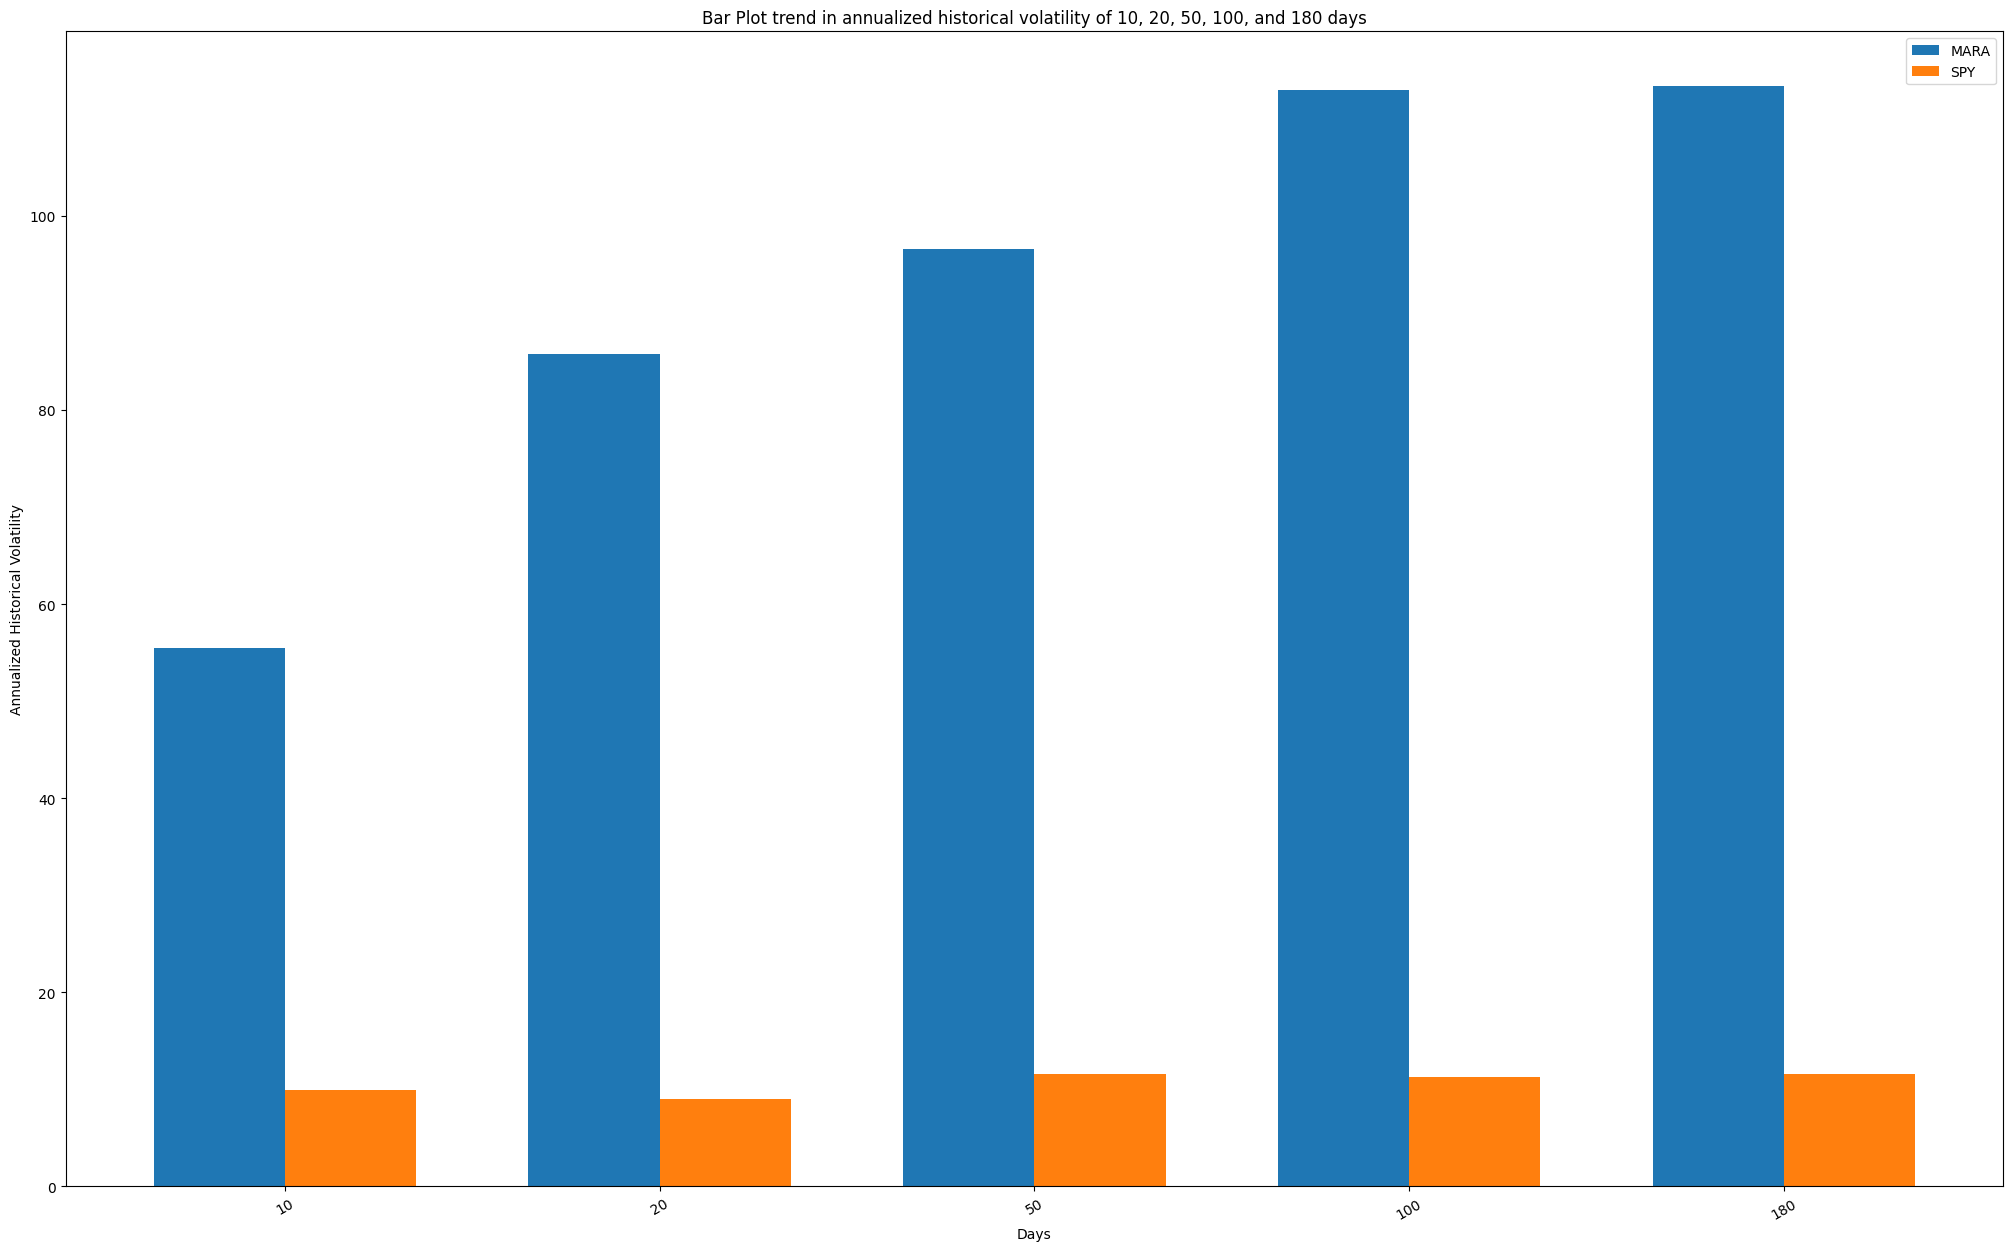 Bar Plot trend in annualized historical volatility of 10, 20, 50, 100, and 180 days
MARA
SPY
Annualized Historical Volatility
100
80
60
40
20
0
10
20
50
100
180
Days